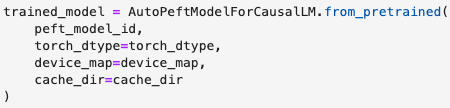 trained_model = AutoPeftModelForCausalLM.from_pretrained(
    peft_model_id,
    torch_dtype=torch_dtype,
    device_map=device_map,
    cache_dir=cache_dir
)